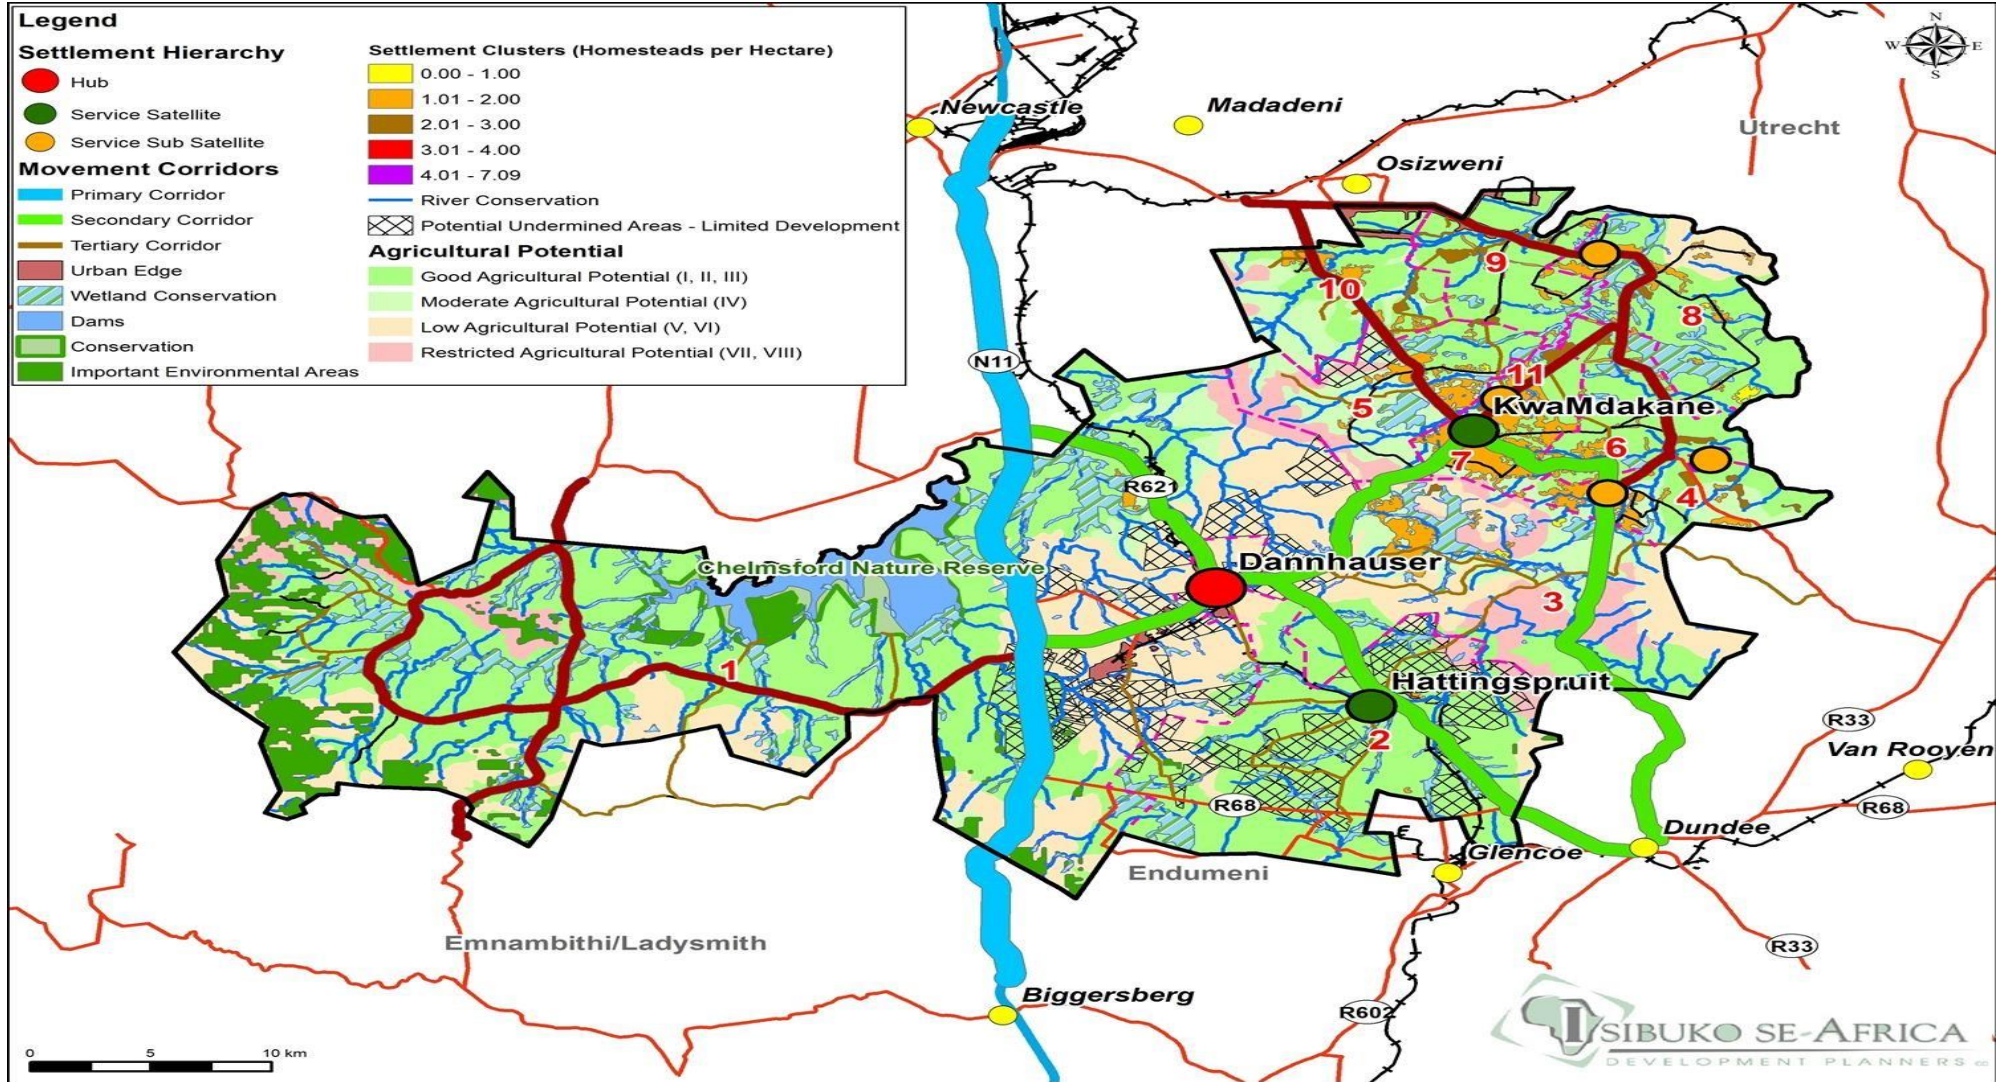 Legend
Settlement Hierarchy
Hub
Service Satellite
Service Sub Satellite
Movement Corridors
Primary Corridor
Secondary Corridor
Tertiary Corridor
Urban Edge
Wetland Conservation
Dams
Conservation
Important Environmental Areas
Settlement Clusters (Homesteads per Hectare)
0.00 - 1.00
1.01 - 2.00
2.01 - 3.00
3.01 - 4.00
4.01 - 7.09
River Conservation
Potential Undermined Areas - Limited Development
Agricultural Potential
Good Agricultural Potential (I, II, III)
Moderate Agricultural Potential (IV)
Low Agricultural Potential (V, VI)
Restricted Agricultural Potential (VII, VIII)
N
W E
S
Newcastle
Madadeni
Utrecht
Osizweni
9
10
8
N11
11
5
KwaMdakane
6
7
R621
4
Chelmsford Nature Reserve
Dannhauser
3
1
Hattingspruit
2
R33
Van Rooyen
R68
R68
Dundee
Glencoe
Endumeni
Emnambithi/Ladysmith
R33
Biggersberg
R602
ISIBUKO SE-AFRICA
DEVELOPMENT PLANNERS cc
0 5 10 km